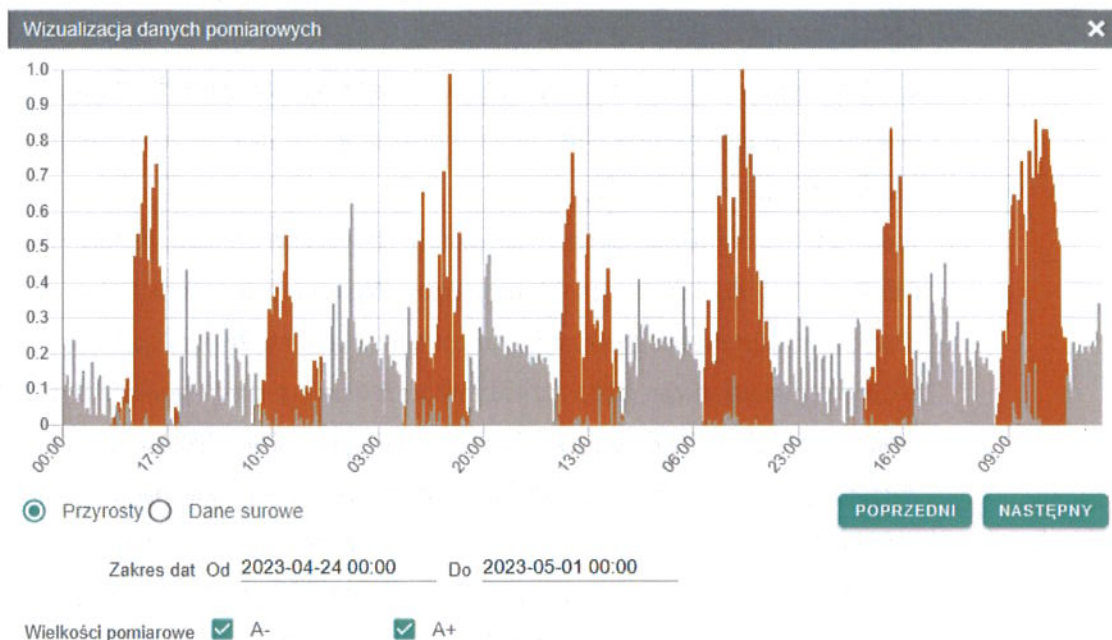 Wizualizacja danych pomiarowych
1.0
0.9
0.8
0.7
0.6
0.5
0.4
0.3
0.2
0.1
0
00:00 17:00 10:00 03:00 20:00 13:00 06:00 23:00 16:00 09:00
Przyrosty Dane surowe POPRZEDNI NASTĘPNY
Zakres dat Od 2023-04-24 00:00 Do 2023-05-01 00:00
Wielkości pomiarowe A- A+